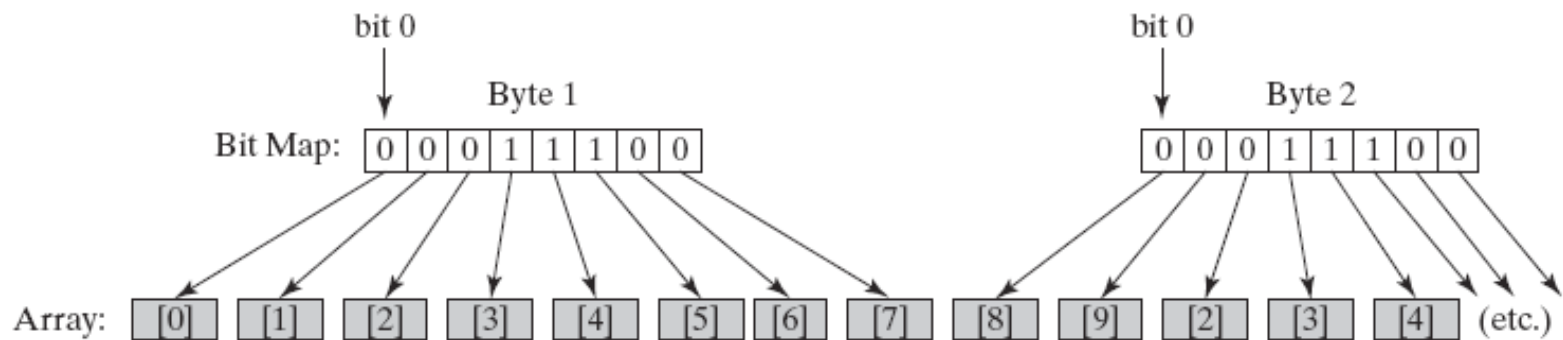 bit 0 bit 0
Byte 1 Byte 2
Bit Map: 0 0 0 1 1 1 0 0 0 0 0 1 1 1 0 0
Array: [0] [1] [2] [3] [4] [5] [6] [7] [8] [9] [2] [3] [4] (etc.)